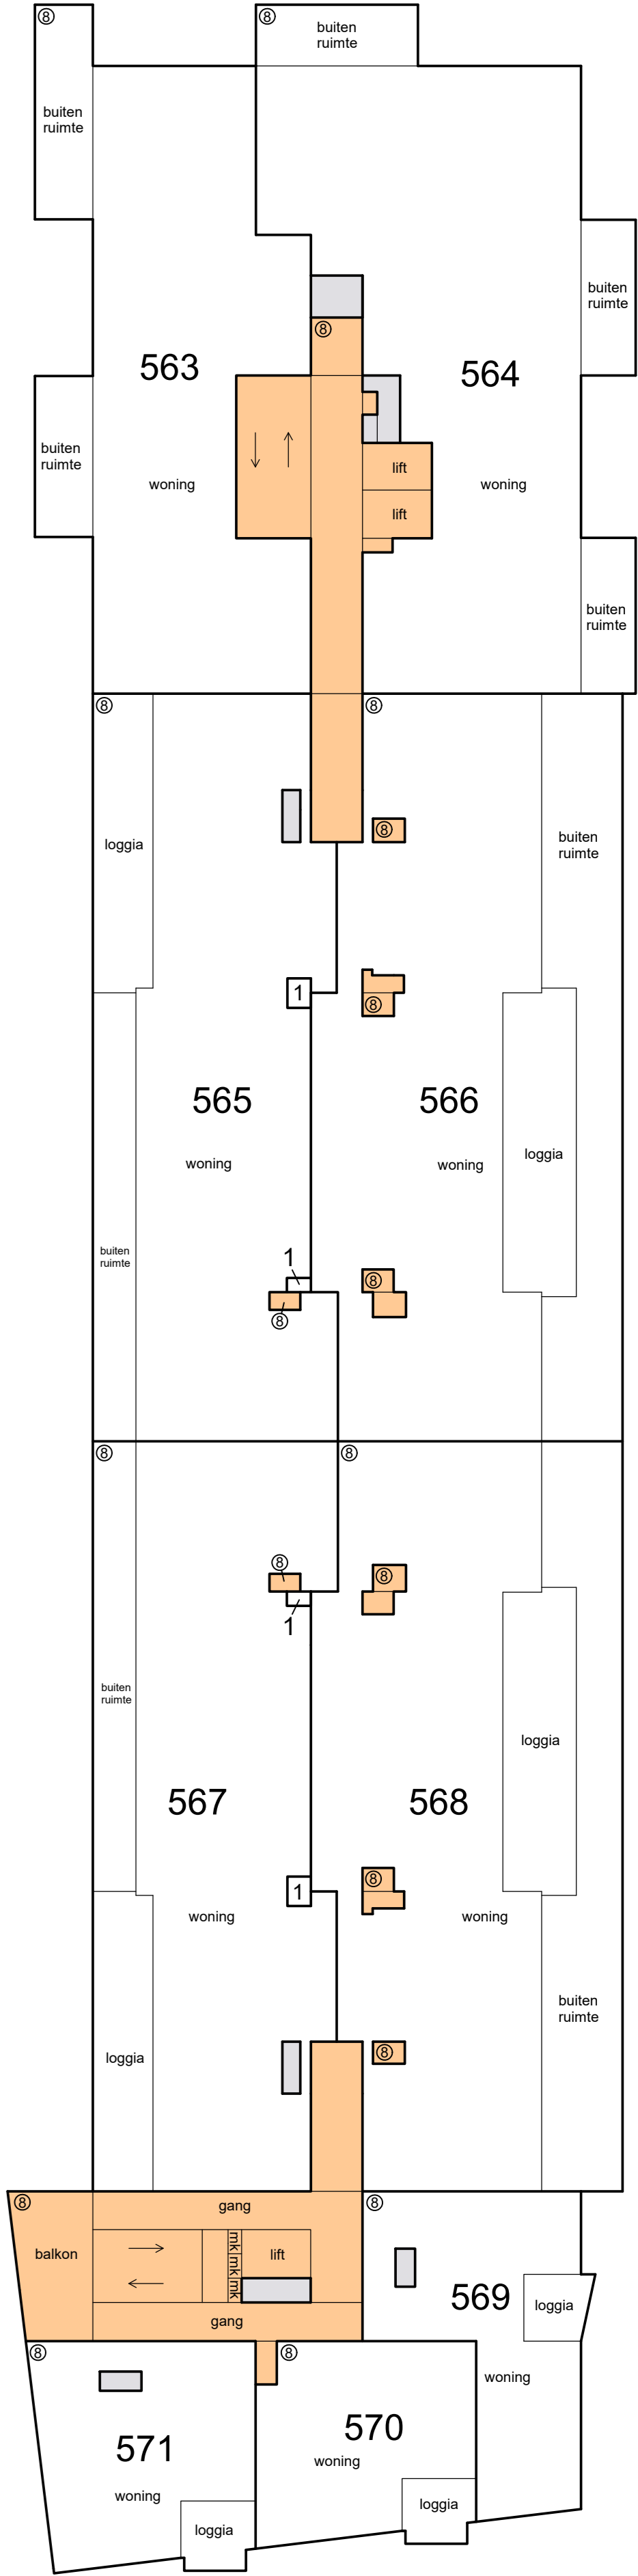 ⑧
⑧
buiten
ruimte
buiten
ruimte
buiten
ruimte
⑧
563
564
buiten
ruimte
lift
woning
woning
lift
buiten
ruimte
⑧
⑧
⑧
loggia
buiten
ruimte
1
⑧
565
566
loggia
woning
woning
buiten
ruimte
1
⑧
⑧
⑧
⑧
⑧
⑧
1
buiten
ruimte
loggia
567
568
⑧
1
woning
woning
buiten
ruimte
⑧
loggia
⑧
gang
⑧
balkon
mk
mk
mk
lift
569
loggia
gang
⑧
⑧
woning
571
570
woning
woning
loggia
loggia